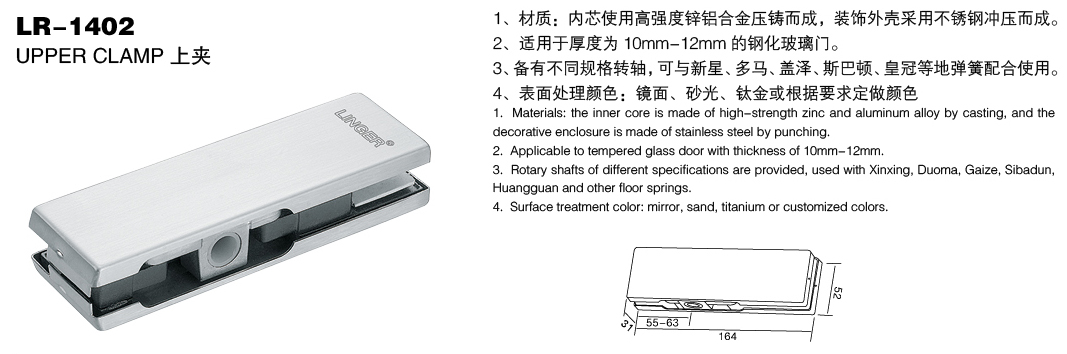 LR-1402
UPPER CLAMP 上夹
LINGER®
1、材质：内芯使用高强度锌铝合金压铸而成，装饰外壳采用不锈钢冲压而成。
2、适用于厚度为 10mm-12mm 的钢化玻璃门。
3、备有不同规格转轴，可与新星、多马、盖泽、斯巴顿、皇冠等地弹簧配合使用。
4、表面处理颜色：镜面、砂光、钛金或根据要求定做颜色
1. Materials: the inner core is made of high-strength zinc and aluminum alloy by casting, and the
decorative enclosure is made of stainless steel by punching.
2. Applicable to tempered glass door with thickness of 10mm-12mm.
3. Rotary shafts of different specifications are provided, used with Xinxing, Duoma, Gaize, Sibadun,
Huangguan and other floor springs.
4. Surface treatment color: mirror, sand, titanium or customized colors.
52
31
55-63
164